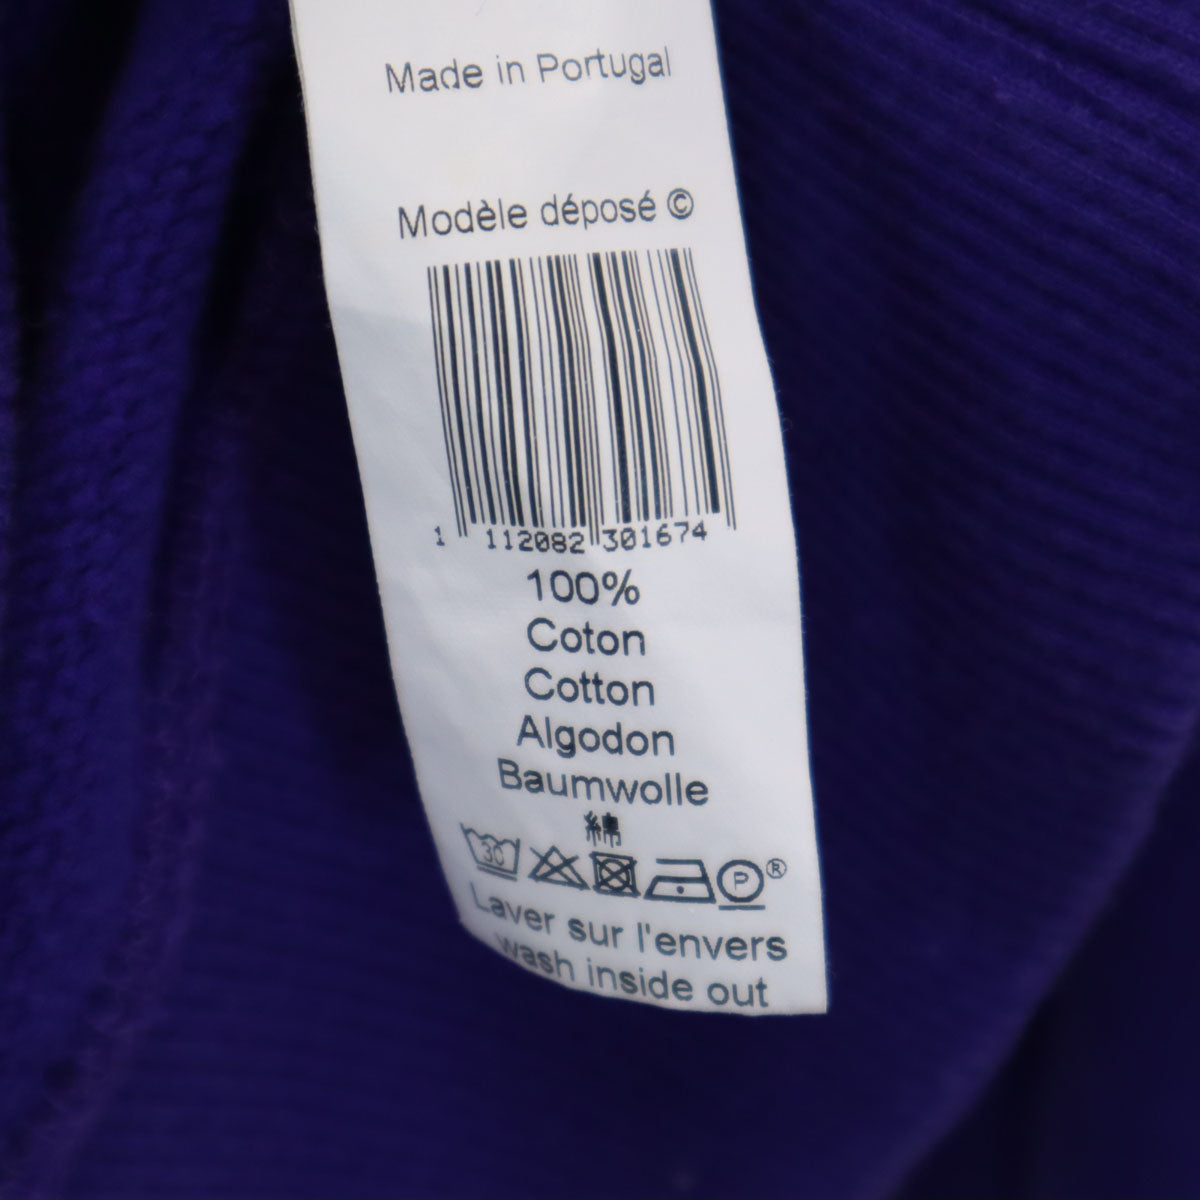 Made in Portugal
Modèle déposé ©
1 112082 301674
100%
Coton
Cotton
Algodon
Baumwolle
綿
30 P ®
Laver sur l'envers
wash inside out